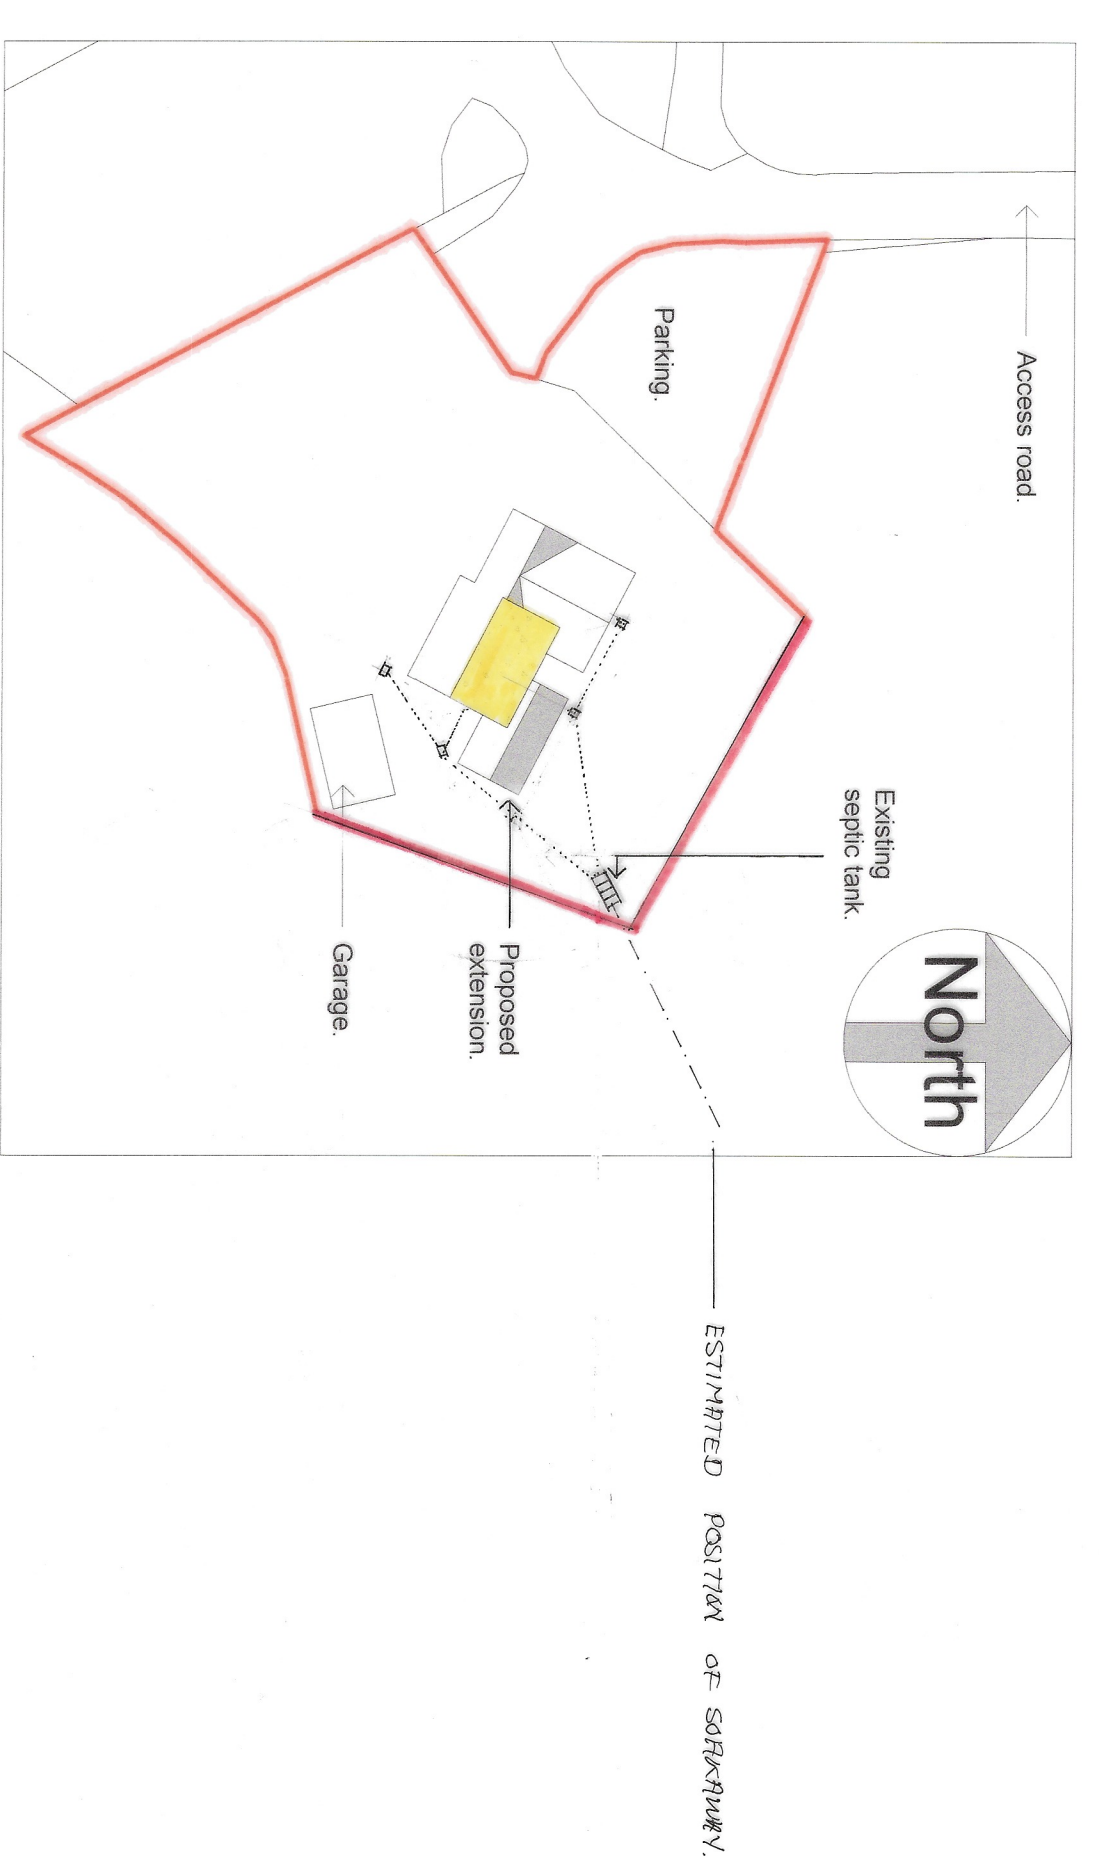 Access road.
Parking.
Existing
septic tank.
North
Proposed
extension.
Garage.
ESTIMATED POSITION OF SOAKAWAY.